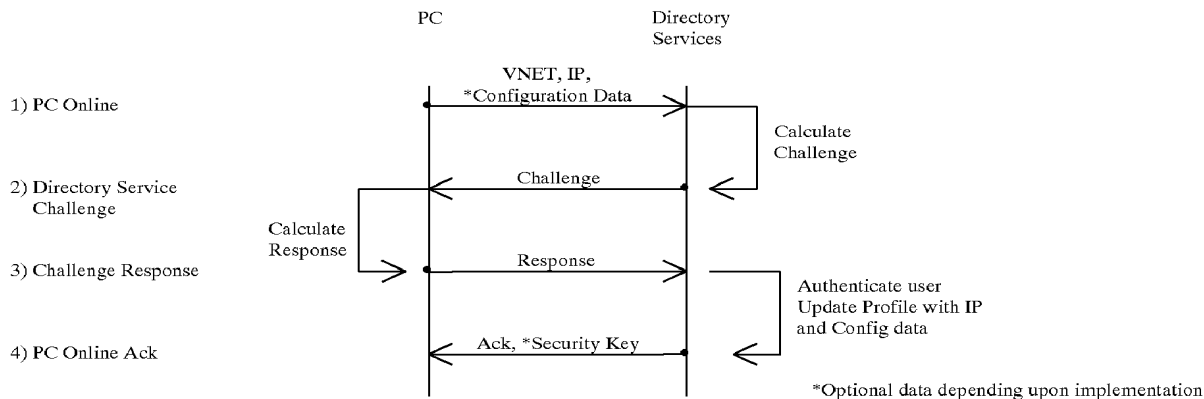 PC
Directory
Services
VNET, IP,
*Configuration Data
1) PC Online
Calculate
Challenge
2) Directory Service
Challenge
Challenge
Calculate
Response
3) Challenge Response
Response
Authenticate user
Update Profile with IP
and Config data
4) PC Online Ack
Ack, *Security Key
*Optional data depending upon implementation